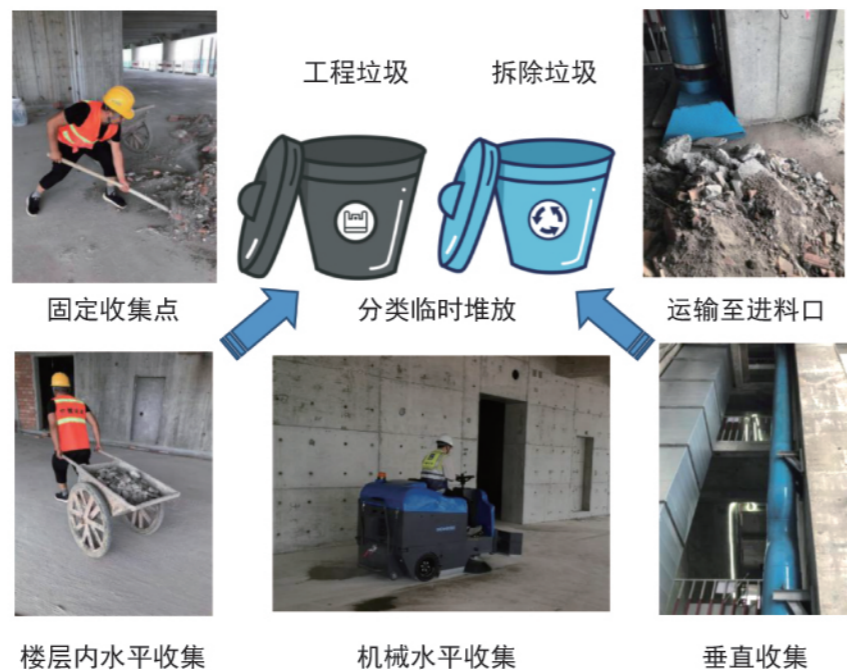 工程垃圾
拆除垃圾
固定收集点
分类临时堆放
运输至进料口
楼层内水平收集
机械水平收集
垂直收集